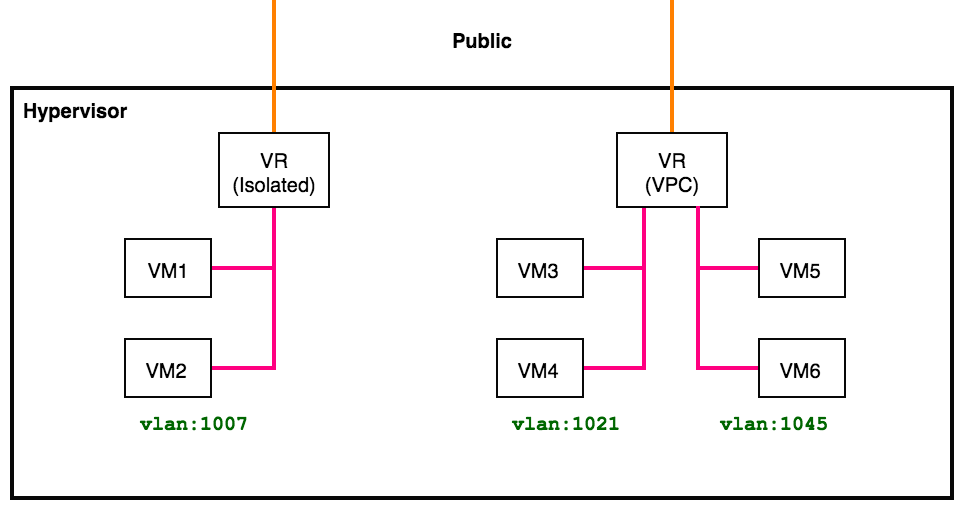 Public
Hypervisor
VR
(Isolated)
VR
(VPC)
VM1
VM3
VM5
VM2
VM4
VM6
vlan:1007
vlan:1021
vlan:1045